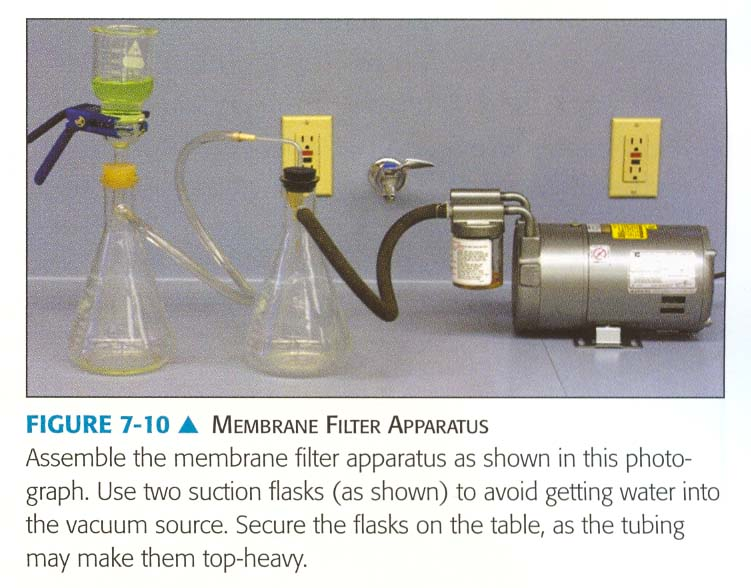 FIGURE 7-10 ▲ MEMBRANE FILTER APPARATUS
Assemble the membrane filter apparatus as shown in this photo-
graph. Use two suction flasks (as shown) to avoid getting water into
the vacuum source. Secure the flasks on the table, as the tubing
may make them top-heavy.